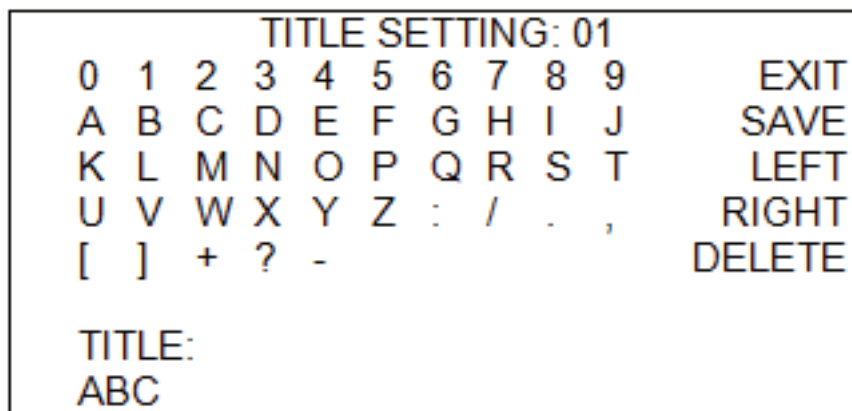 TITLE SETTING: 01
0 1 2 3 4 5 6 7 8 9 EXIT
A B C D E F G H I J SAVE
K L M N O P Q R S T LEFT
U V W X Y Z : / . , RIGHT
[ ] + ? - DELETE
TITLE:
ABC